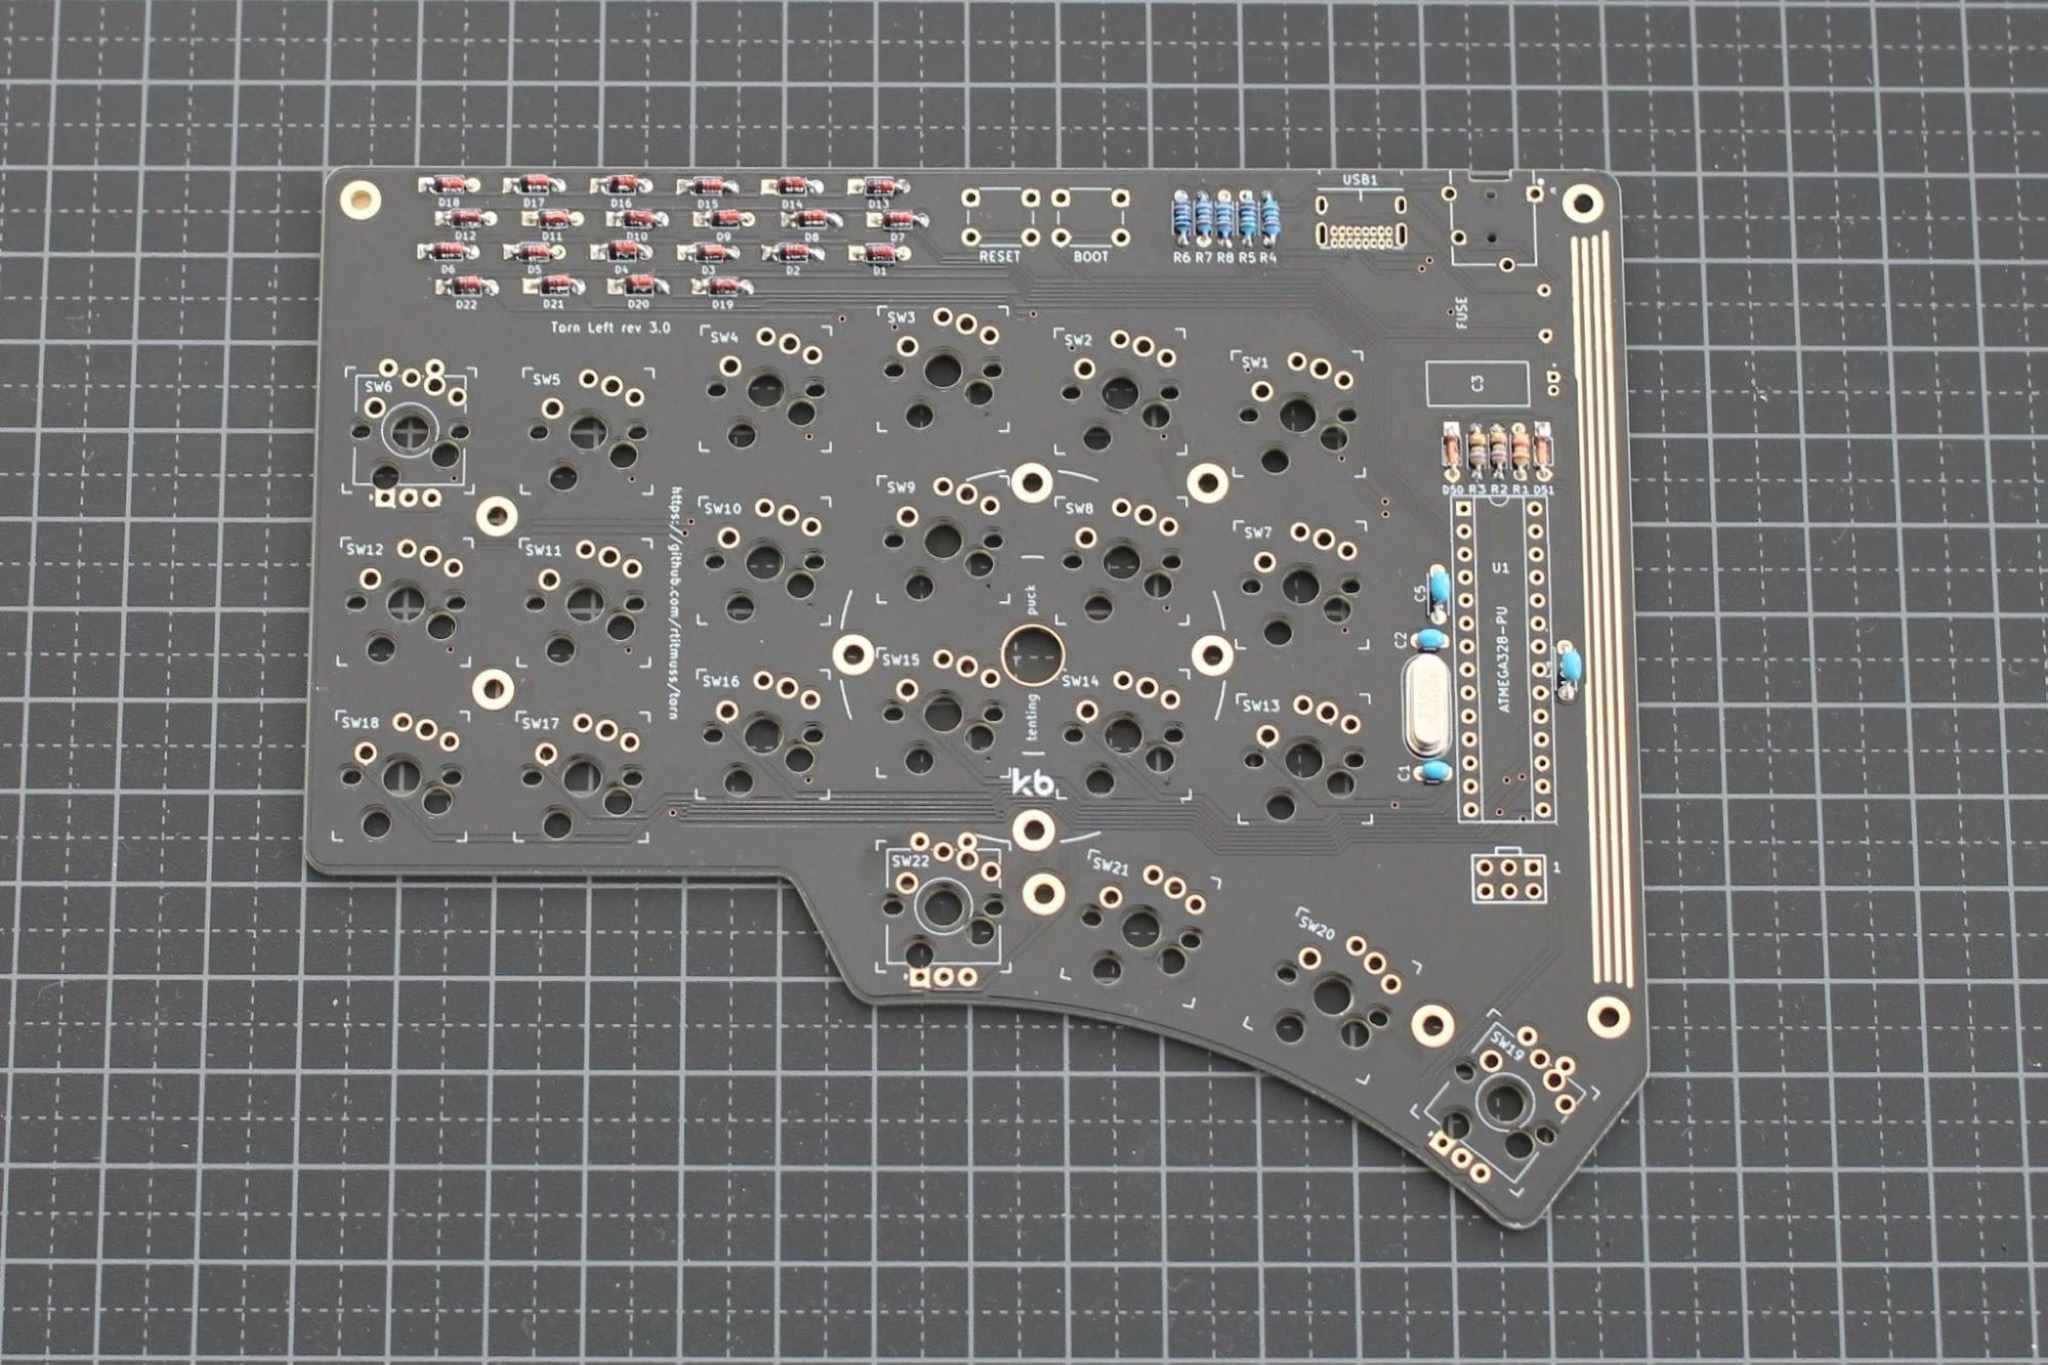 D18 D17 D16 D15 D14 D13
D12 D11 D10 D9 D8 D7
D6 D5 D4 D3 D2 D1
D22 D21 D20 D19
RESET BOOT
R6 R7 R8 R5 R4
USB1
FUSE
Torn Left rev 3.0
SW6 SW5 SW4 SW3 SW2 SW1
C3
D50 R3 R2 R1 D51
https://github.com/rtitmuss/torn
SW12 SW11 SW10 SW9 SW8 SW7
puck
tenting
U1
ATMEGA328-PU
C5
C2
C1
SW18 SW17 SW16 SW15 SW14 SW13
k6
1
SW22 SW21 SW20 SW19